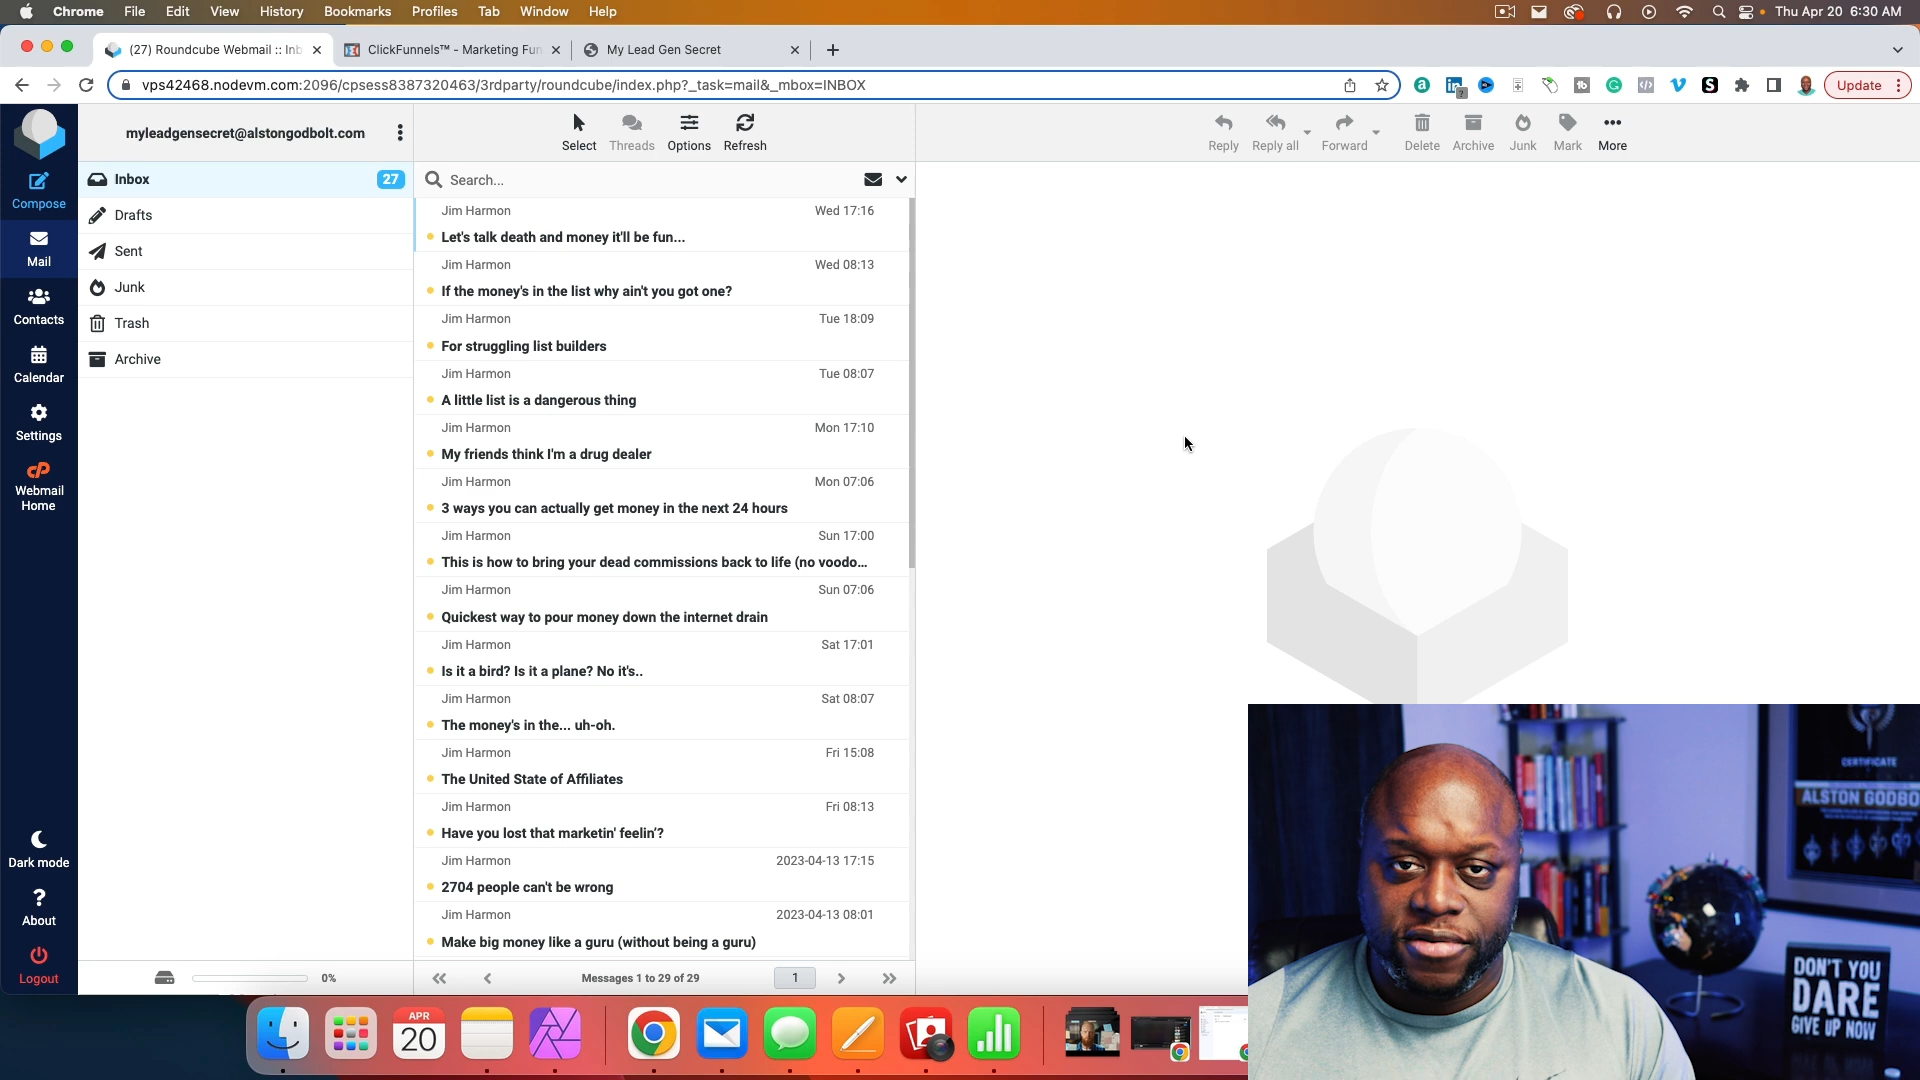 Chrome File Edit View History Bookmarks Profiles Tab Window Help
Thu Apr 20 6:30 AM
(27) Roundcube Webmail :: Inb
ClickFunnels™ - Marketing Fun
My Lead Gen Secret
vps42468.nodevm.com:2096/cpsess8387320463/3rdparty/roundcube/index.php?_task=mail&_mbox=INBOX
Update
myleadgensecret@alstongodbolt.com
Select
Threads
Options
Refresh
Reply
Reply all
Forward
Delete
Archive
Junk
Mark
More
Compose
Mail
Contacts
Calendar
Settings
cP
Webmail
Home
Dark mode
?
About
Logout
Inbox 27
Drafts
Sent
Junk
Trash
Archive
0%
Search...
Jim Harmon Wed 17:16
Let's talk death and money it'll be fun...
Jim Harmon Wed 08:13
If the money's in the list why ain't you got one?
Jim Harmon Tue 18:09
For struggling list builders
Jim Harmon Tue 08:07
A little list is a dangerous thing
Jim Harmon Mon 17:10
My friends think I'm a drug dealer
Jim Harmon Mon 07:06
3 ways you can actually get money in the next 24 hours
Jim Harmon Sun 17:00
This is how to bring your dead commissions back to life (no voodo...
Jim Harmon Sun 07:06
Quickest way to pour money down the internet drain
Jim Harmon Sat 17:01
Is it a bird? Is it a plane? No it's..
Jim Harmon Sat 08:07
The money's in the... uh-oh.
Jim Harmon Fri 15:08
The United State of Affiliates
Jim Harmon Fri 08:13
Have you lost that marketin' feelin'?
Jim Harmon 2023-04-13 17:15
2704 people can't be wrong
Jim Harmon 2023-04-13 08:01
Make big money like a guru (without being a guru)
Messages 1 to 29 of 29
1
CERTIFICATE
ALSTON GODBO
DON'T YOU
DARE
GIVE UP NOW
APR
20